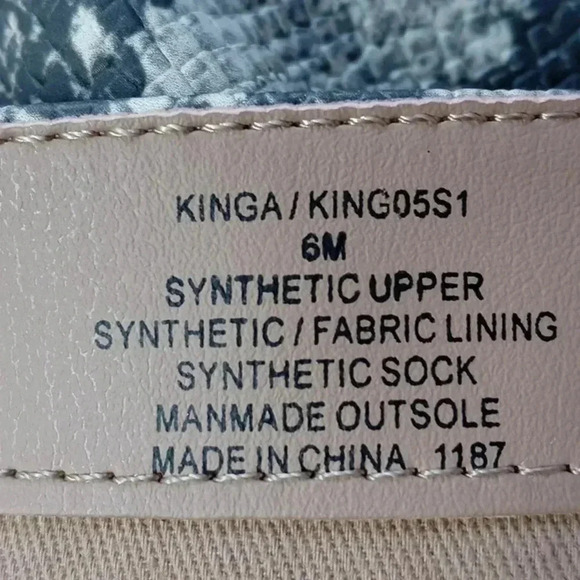 KINGA / KING05S1
6M
SYNTHETIC UPPER
SYNTHETIC / FABRIC LINING
SYNTHETIC SOCK
MANMADE OUTSOLE
MADE IN CHINA. 1187